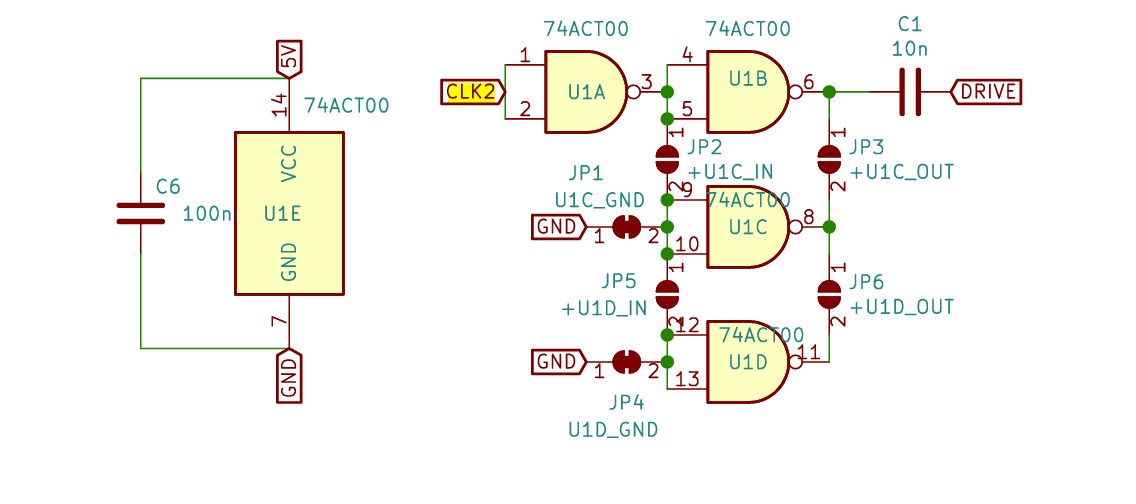 5V
14
74ACT00
VCC
C6
100n
U1E
GND
7
GND
74ACT00
1
CLK2
U1A
3
2
74ACT00
4
U1B
6
5
C1
10n
DRIVE
1
JP2
+U1C_IN
2
1
JP3
+U1C_OUT
2
JP1
U1C_GND
GND
1
2
9
74ACT00
U1C
8
10
1
JP5
+U1D_IN
2
1
JP6
+U1D_OUT
2
12
74ACT00
U1D
11
13
GND
1
2
JP4
U1D_GND